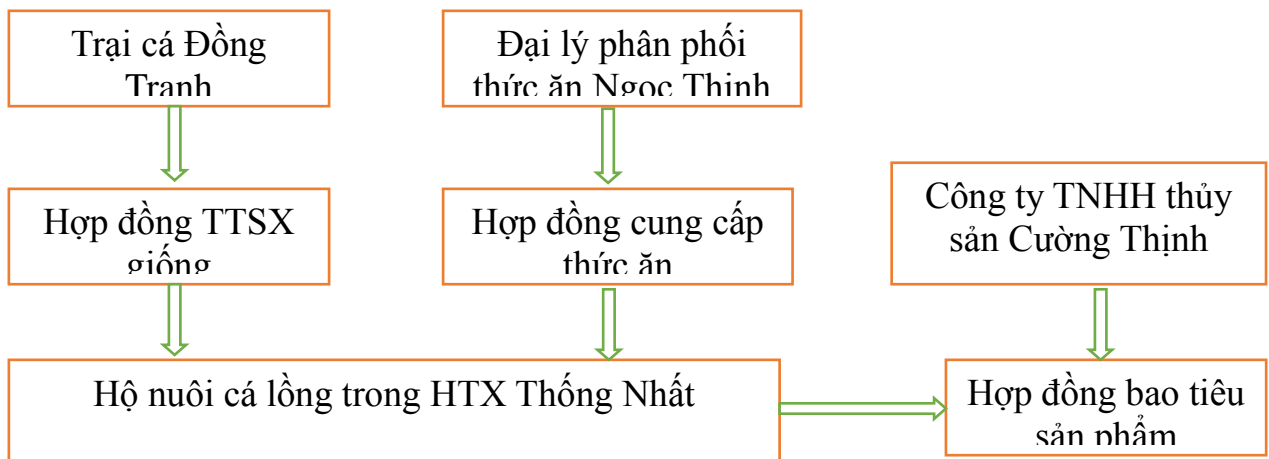 Trại cá Đồng
Tranh
Đại lý phân phối
thức ăn Ngọc Thịnh
Hợp đồng TTSX
giống
Hợp đồng cung cấp
thức ăn
Công ty TNHH thủy
sản Cường Thịnh
Hộ nuôi cá lồng trong HTX Thống Nhất
Hợp đồng bao tiêu
sản phẩm